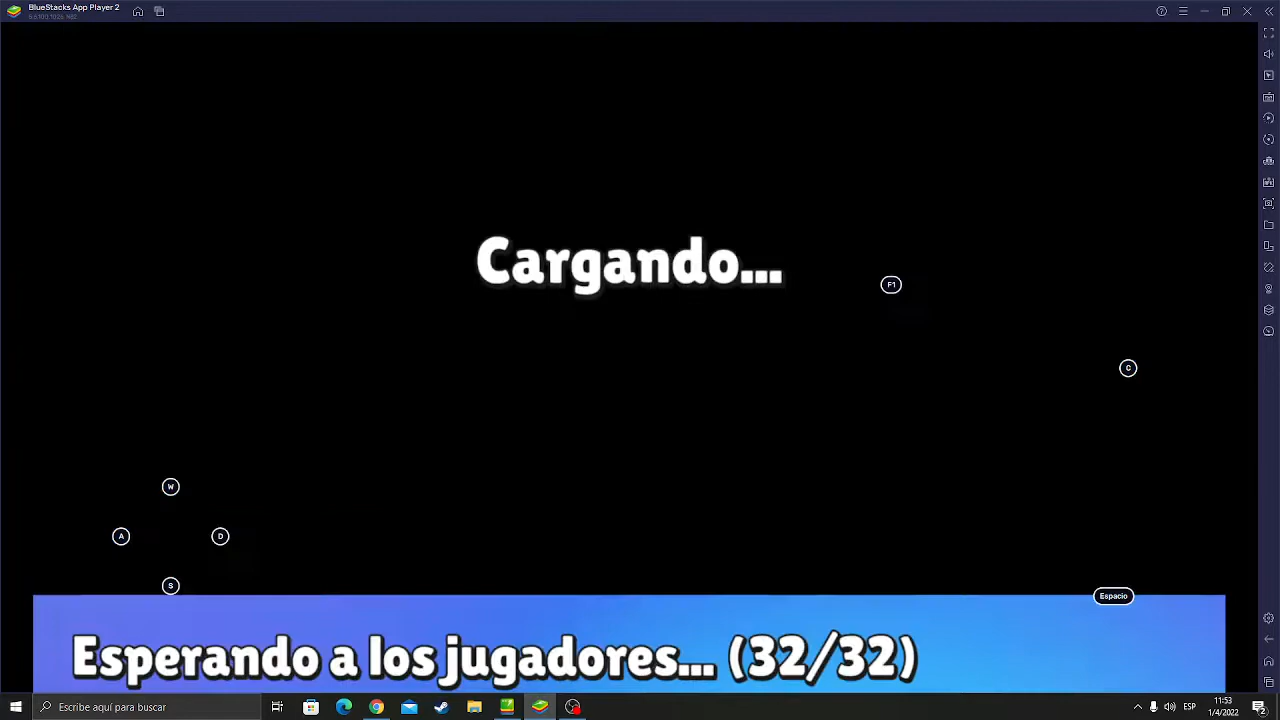 BlueStacks App Player 2
Cargando...
F1
C
W
A
D
S
Espacio
Esperando a los jugadores... (32/32)
Escribe aquí para buscar
ESP
11:53
1/4/2022
2